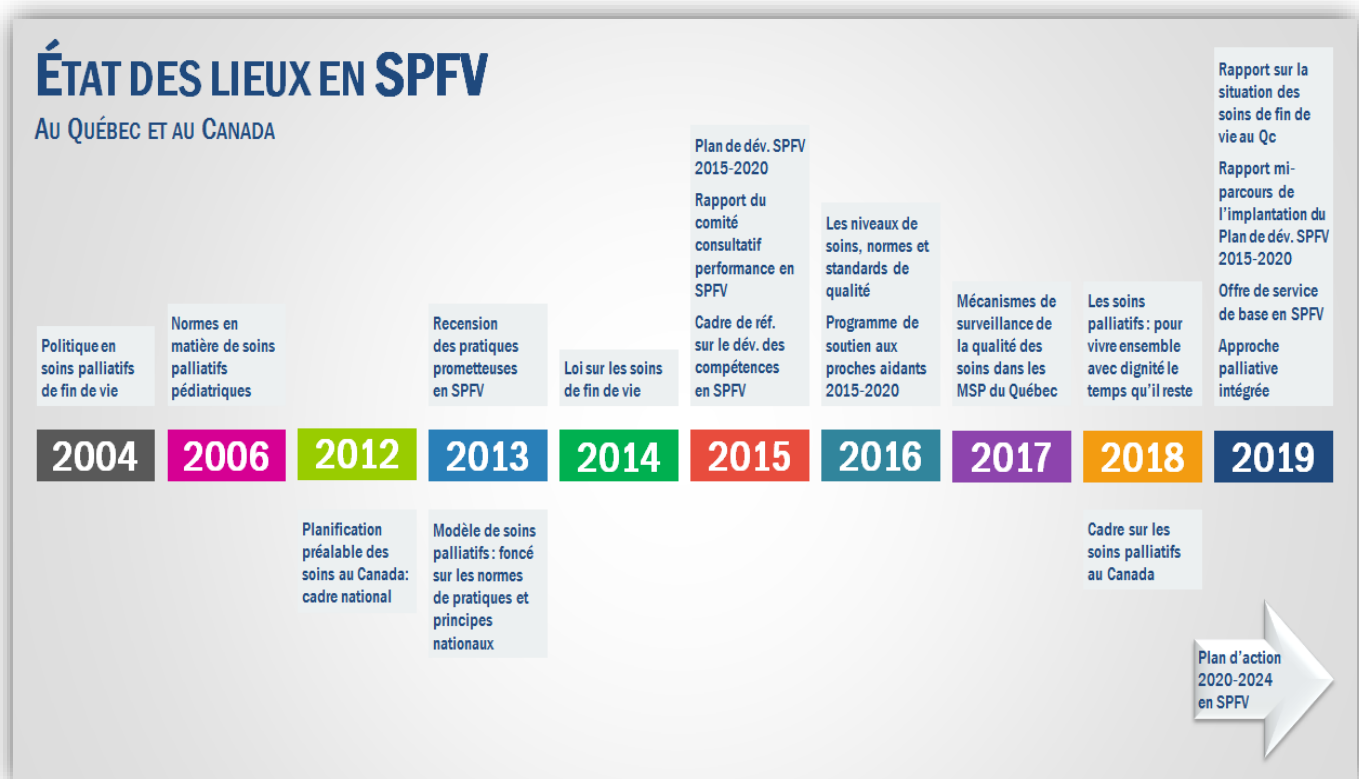 ÉTAT DES LIEUX EN SPFV
AU QUÉBEC ET AU CANADA
Politique en
soins palliatifs
de fin de vie
2004
Normes en
matière de soins
palliatifs
pédiatriques
2006
2012
Planification
préalable des
soins au Canada:
cadre national
Recension
des pratiques
prometteuses
en SPFV
2013
Modèle de soins
palliatifs : foncé
sur les normes
de pratiques et
principes
nationaux
Loi sur les soins
de fin de vie
2014
Plan de dév. SPFV
2015-2020
Rapport du
comité
consultatif
performance en
SPFV
Cadre de réf.
sur le dév. des
compétences
en SPFV
2015
Les niveaux de
soins, normes et
standards de
qualité
Programme de
soutien aux
proches aidants
2015-2020
2016
Mécanismes de
surveillance de
la qualité des
soins dans les
MSP du Québec
2017
Les soins
palliatifs : pour
vivre ensemble
avec dignité le
temps qu'il reste
2018
Cadre sur les
soins palliatifs
au Canada
Rapport sur la
situation des
soins de fin de
vie au Qc
Rapport mi-
parcours de
l'implantation du
Plan de dév. SPFV
2015-2020
Offre de service
de base en SPFV
Approche
palliative
intégrée
2019
Plan d'action
2020-2024
en SPFV